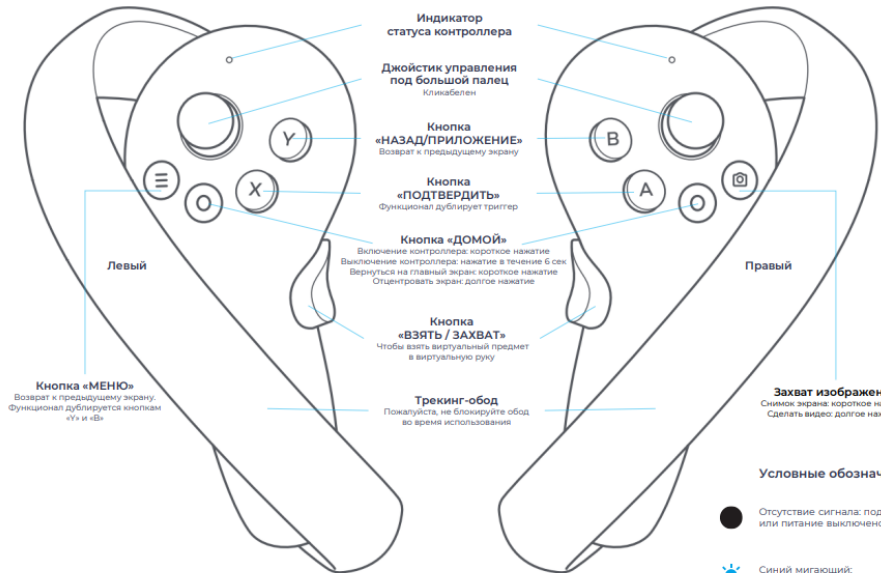 Индикатор
статуса контроллера
Джойстик управления
под большой палец
Кликабелен
Y
B
Кнопка
«НАЗАД/ПРИЛОЖЕНИЕ»
Возврат к предыдущему экрану
X
A
Кнопка
«ПОДТВЕРДИТЬ»
Функционал дублирует триггер
Кнопка «ДОМОЙ»
Включение контроллера: короткое нажатие
Выключение контроллера: нажатие в течение 6 сек
Вернуться на главный экран: короткое нажатие
Отцентровать экран: долгое нажатие
Левый
Правый
Кнопка
«ВЗЯТЬ / ЗАХВАТ»
Чтобы взять виртуальный предмет
в виртуальную руку
Кнопка «МЕНЮ»
Возврат к предыдущему экрану.
Функционал дублируется кнопкам
«Y» и «B»
Трекинг-обод
Пожалуйста, не блокируйте обод
во время использования
Захват изображен
Снимок экрана: короткое на
Сделать видео: долгое наж
Условные обознач
Отсутствие сигнала: под
или питание выключено
Синий мигающий: